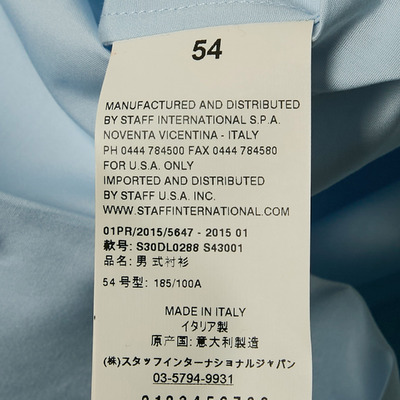 54
MANUFACTURED AND DISTRIBUTED
BY STAFF INTERNATIONAL S.P.A.
NOVENTA VICENTINA - ITALY
PH 0444 784500 FAX 0444 784580
FOR U.S.A. ONLY
IMPORTED AND DISTRIBUTED
BY STAFF U.S.A. INC.
WWW.STAFFINTERNATIONAL.COM
01PR/2015/5647 - 2015 01
款号: S30DL0288 S43001
品名: 男 式衬衫
54 号型: 185/100A
MADE IN ITALY
イタリア製
原产国: 意大利製造
(株)スタッフインターナショナルジャパン
03-5794-9931